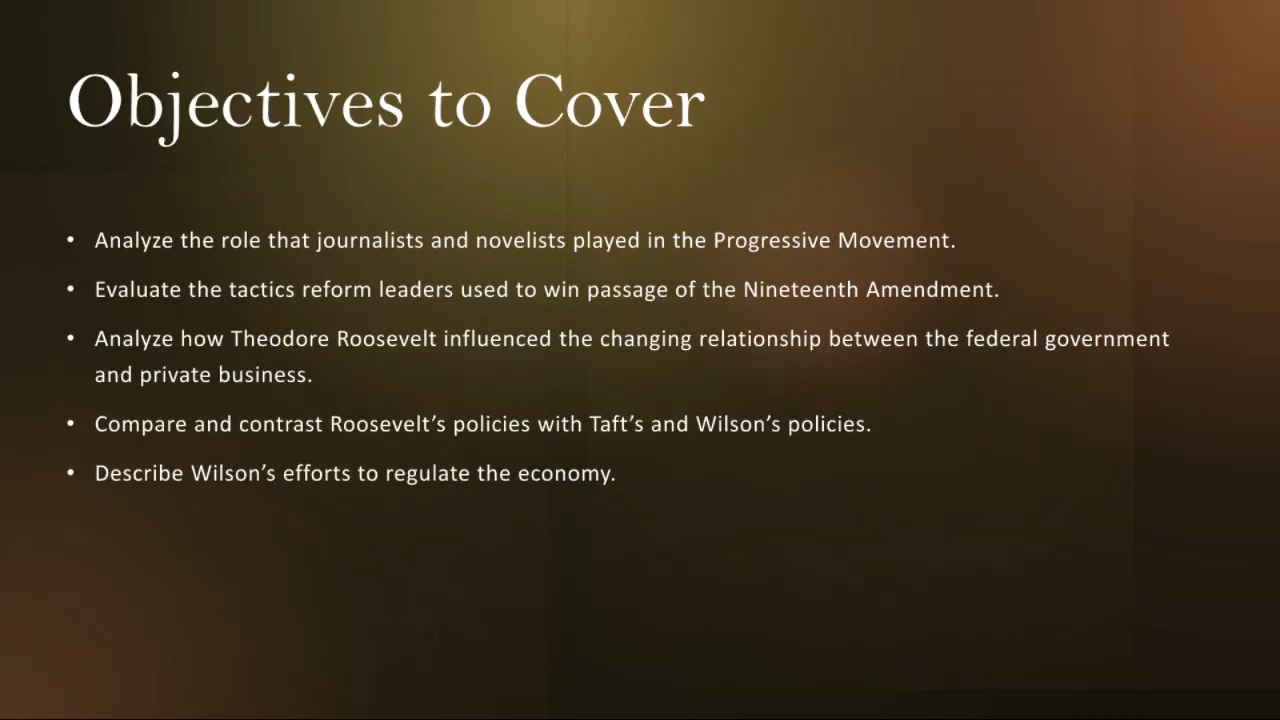 Objectives to Cover
• Analyze the role that journalists and novelists played in the Progressive Movement.
• Evaluate the tactics reform leaders used to win passage of the Nineteenth Amendment.
• Analyze how Theodore Roosevelt influenced the changing relationship between the federal government
and private business.
• Compare and contrast Roosevelt’s policies with Taft’s and Wilson’s policies.
• Describe Wilson’s efforts to regulate the economy.